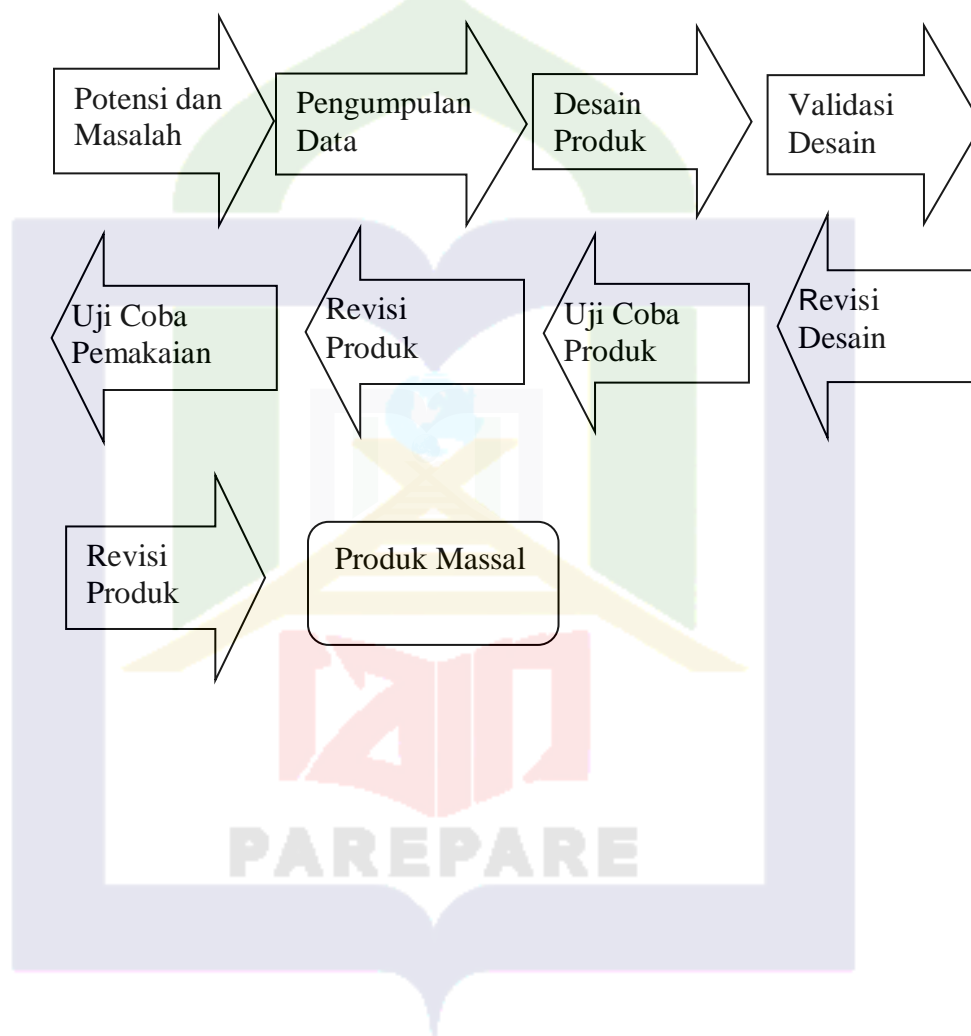 Potensi dan
Masalah
Pengumpulan
Data
Desain
Produk
Validasi
Desain
Uji Coba
Pemakaian
Revisi
Produk
Uji Coba
Produk
Revisi
Desain
Revisi
Produk
Produk Massal
PAREPARE